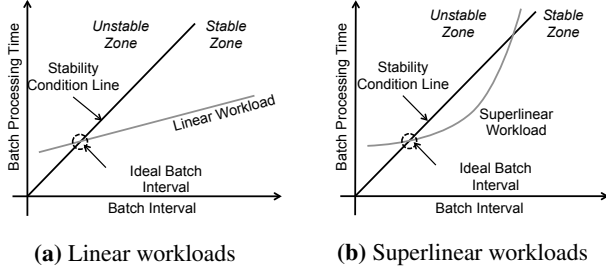 Batch Processing Time
Unstable
Zone
Stable
Zone
Stability
Condition Line
Linear Workload
Ideal Batch
Interval
Batch Interval
(a) Linear workloads
Batch Processing Time
Unstable
Zone
Stable
Zone
Stability
Condition Line
Superlinear
Workload
Ideal Batch
Interval
Batch Interval
(b) Superlinear workloads